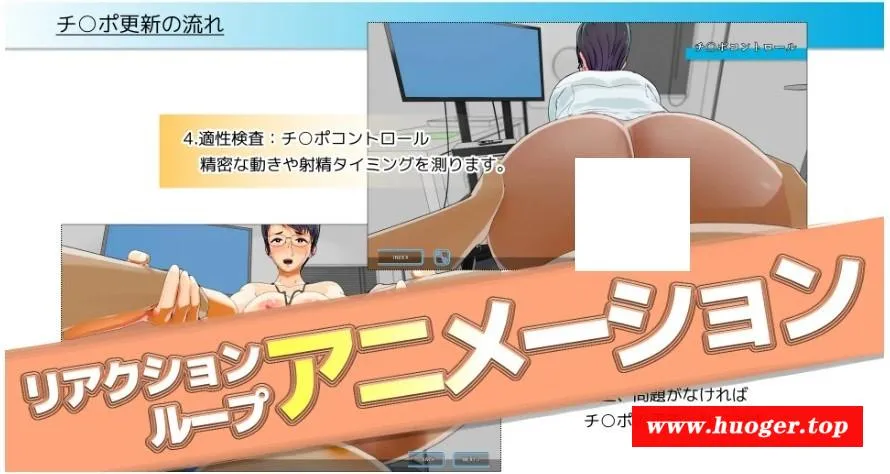 チ○ポ更新の流れ
チ○ポコントロール
4.適性検査:チ○ポコントロール
精密な動きや射精タイミングを測ります。
INDEX
リアクション
ループ
アニメーション
、問題がなければ
チ○ポ
www.huoger.top